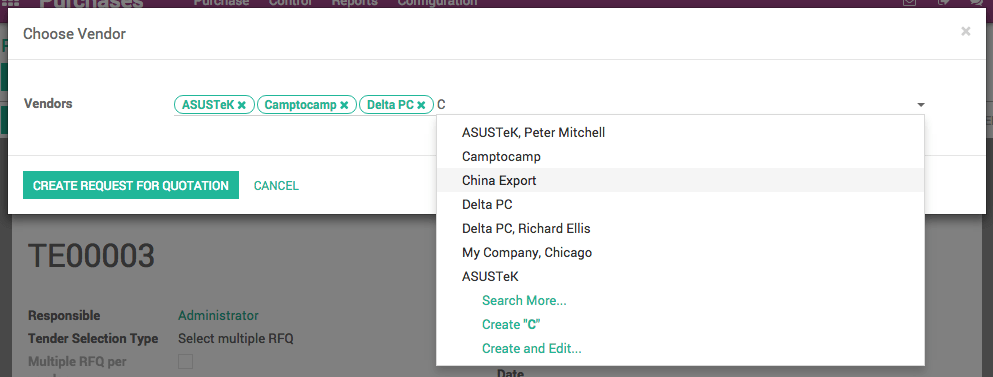 Purchases Purchase Control Reports Configuration
Choose Vendor ×
Vendors ASUSTeK × Camptocamp × Delta PC × C
ASUSTeK, Peter Mitchell
Camptocamp
China Export
Delta PC
Delta PC, Richard Ellis
My Company, Chicago
ASUSTeK
Search More...
Create "C"
Create and Edit...
CREATE REQUEST FOR QUOTATION CANCEL
TE00003
Responsible Administrator
Tender Selection Type Select multiple RFQ
Multiple RFQ per
Date